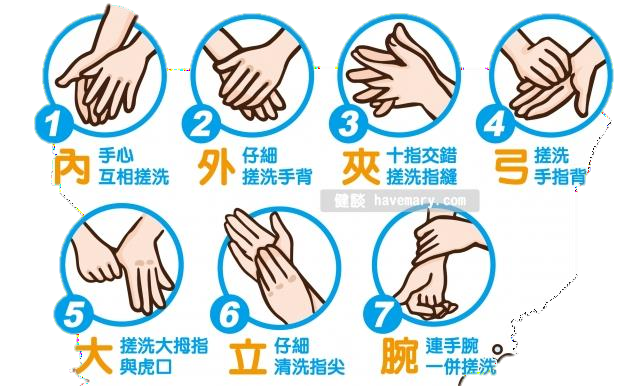 1
內
手心
互相搓洗
2
外
仔細
搓洗手背
3
夾
十指交錯
搓洗指縫
4
弓
搓洗
手指背
健談 havemary.com
5
大
搓洗大拇指
與虎口
6
立
仔細
清洗指尖
7
腕
連手腕
一併搓洗